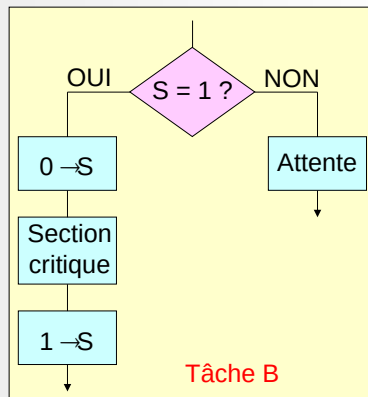 OUI
S = 1 ?
NON
0 →S
Attente
Section
critique
1 →S
Tâche B